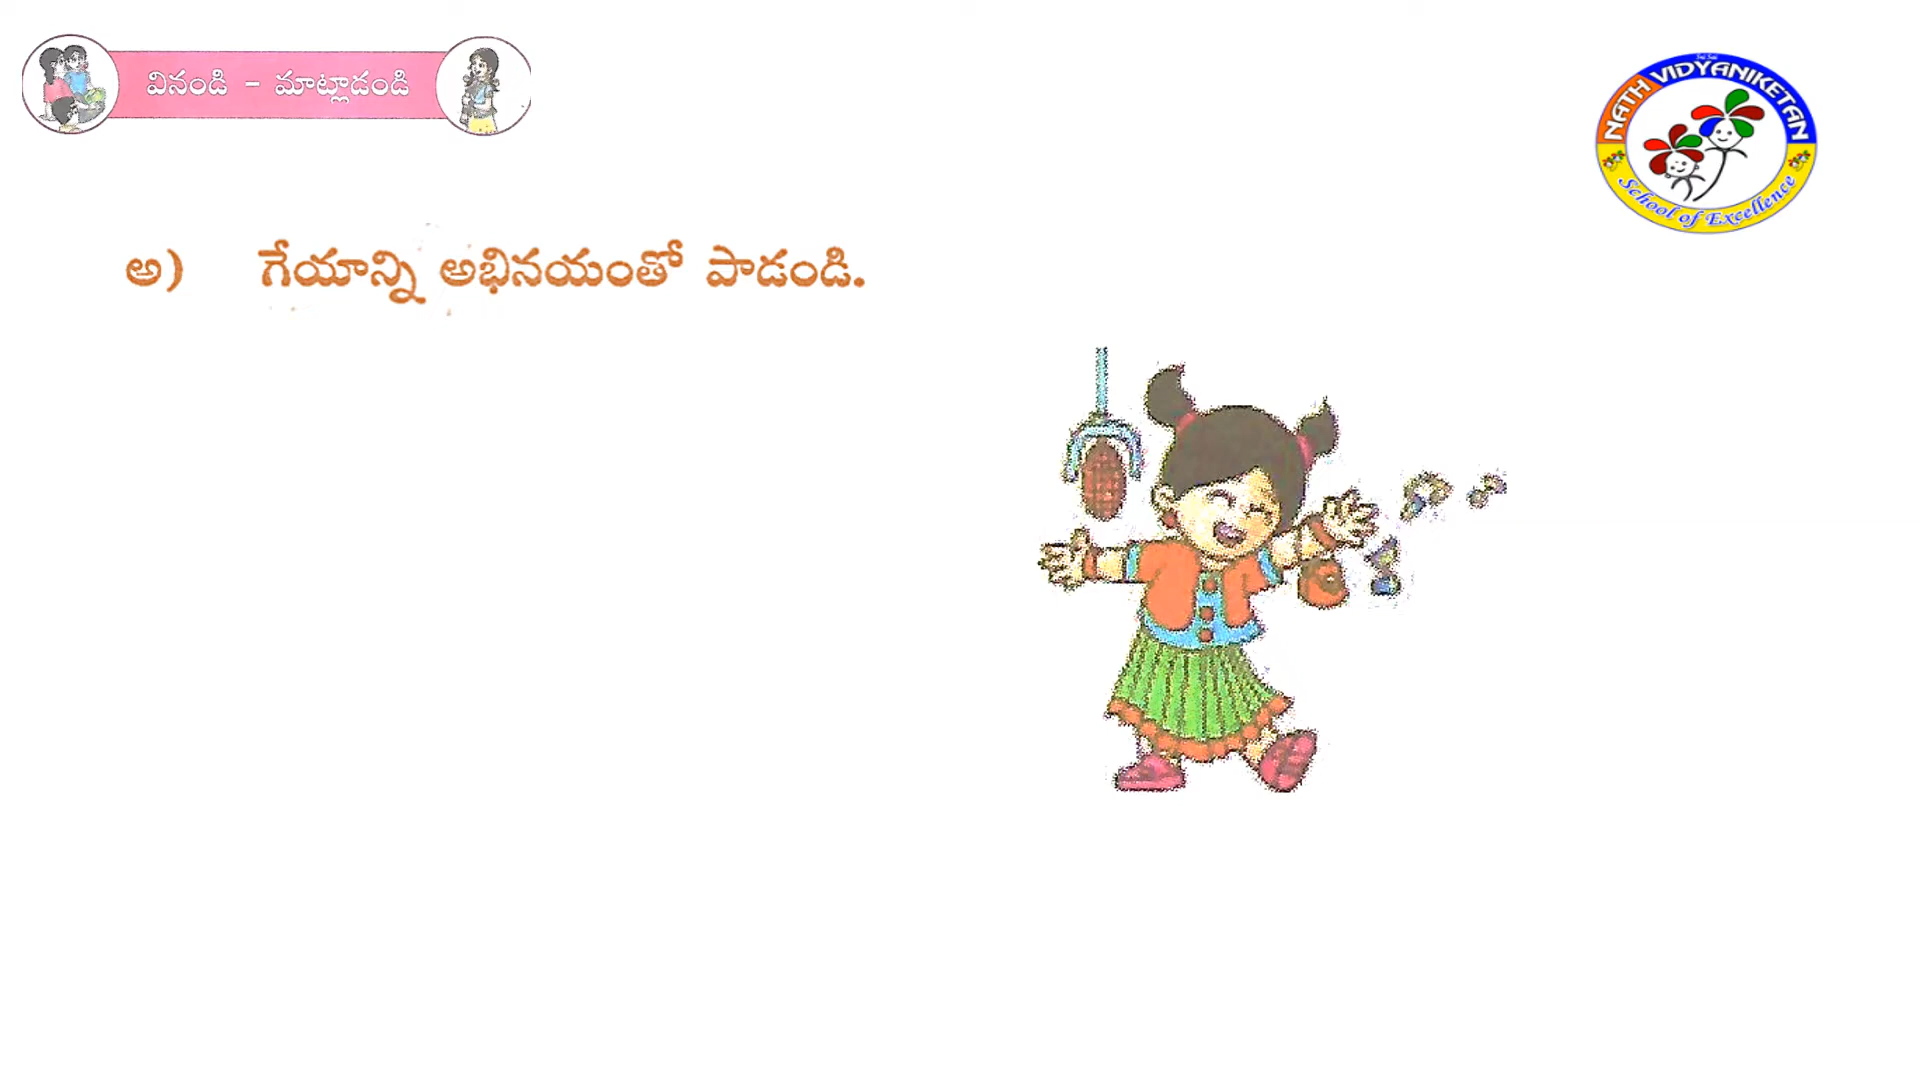 వినండి - మాట్లాడండి
NATH VIDYANIKETAN
School of Excellence
అ) గేయాన్ని అభినయంతో పాడండి.